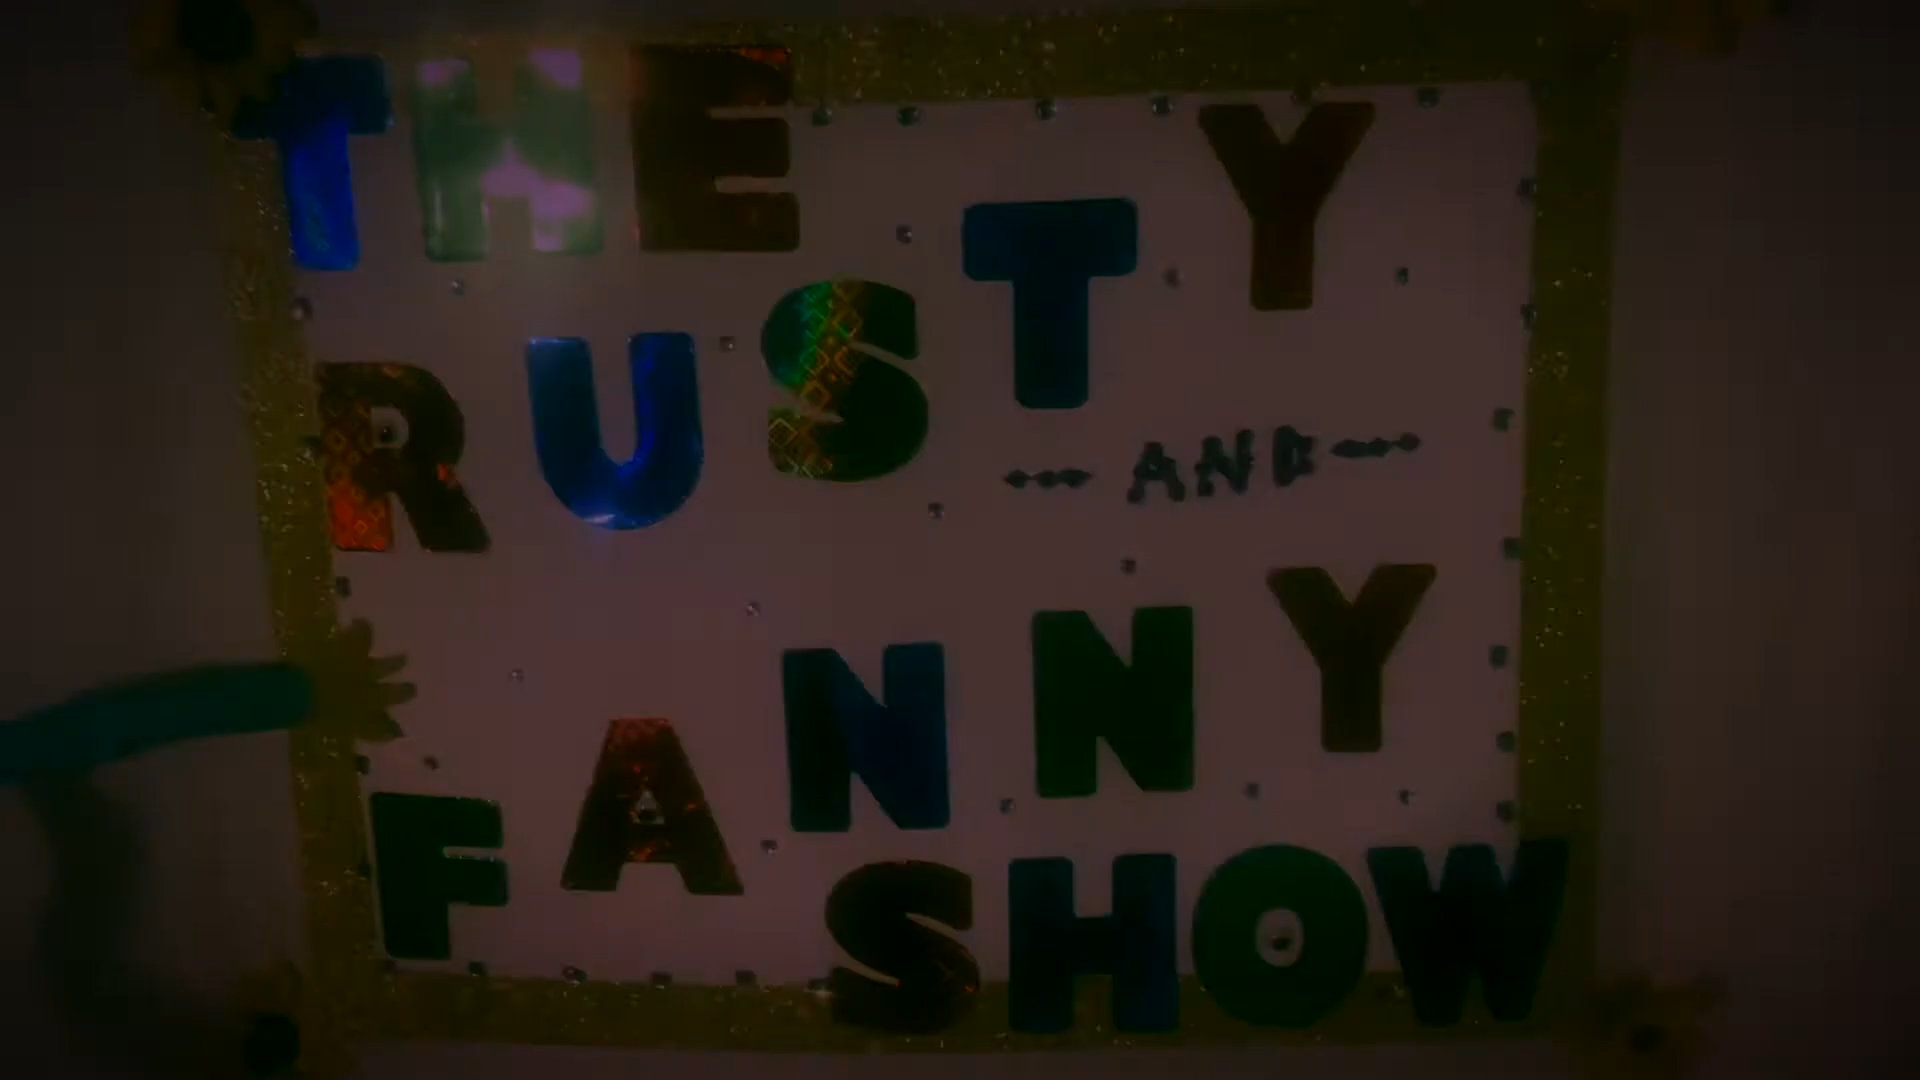 THE
RUSTY
--- AND ---
FANNY
SHOW